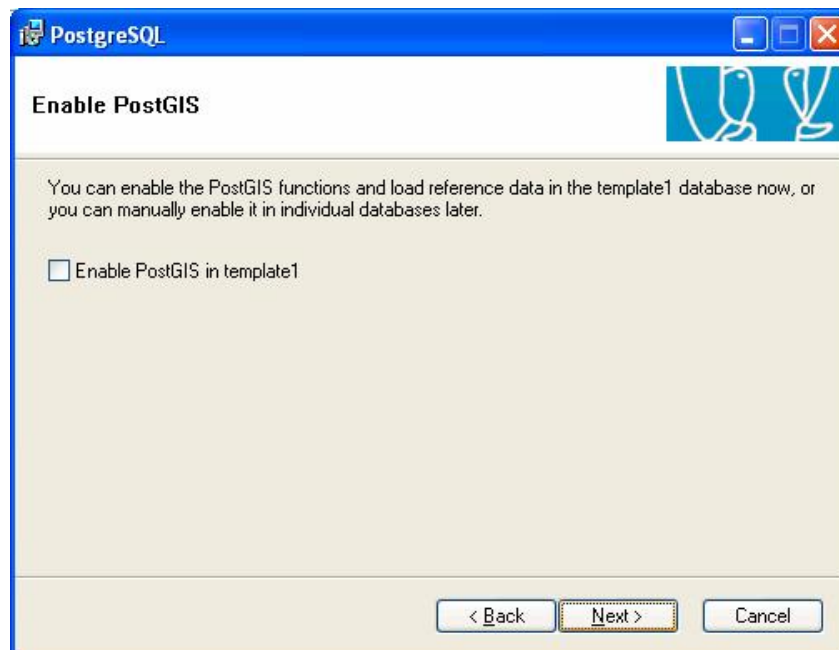 PostgreSQL
Enable PostGIS
You can enable the PostGIS functions and load reference data in the template1 database now, or
you can manually enable it in individual databases later.
Enable PostGIS in template1
< Back
Next >
Cancel